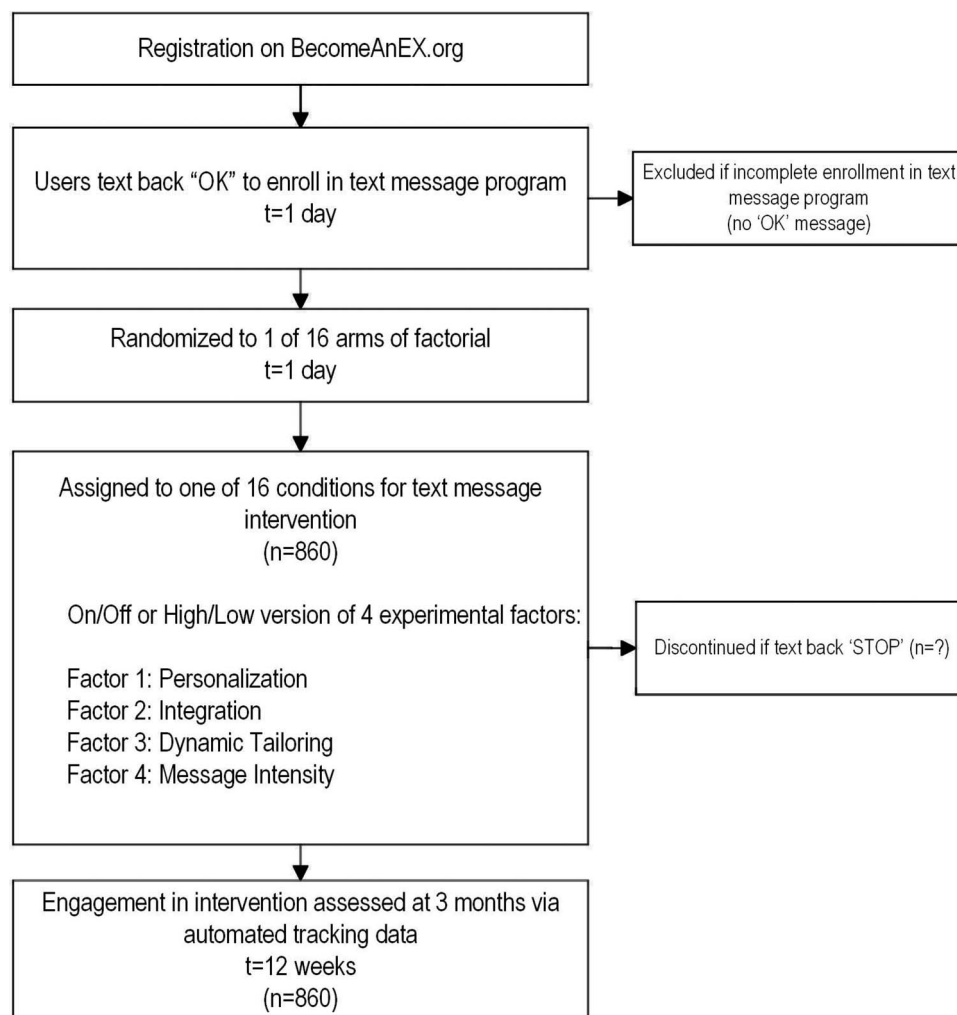 Registration on BecomeAnEX.org
Users text back “OK” to enroll in text message program
t=1 day
Excluded if incomplete enrollment in text
message program
(no ‘OK’ message)
Randomized to 1 of 16 arms of factorial
t=1 day
Assigned to one of 16 conditions for text message
intervention
(n=860)
On/Off or High/Low version of 4 experimental factors:
Factor 1: Personalization
Factor 2: Integration
Factor 3: Dynamic Tailoring
Factor 4: Message Intensity
Discontinued if text back ‘STOP’ (n=?)
Engagement in intervention assessed at 3 months via
automated tracking data
t=12 weeks
(n=860)